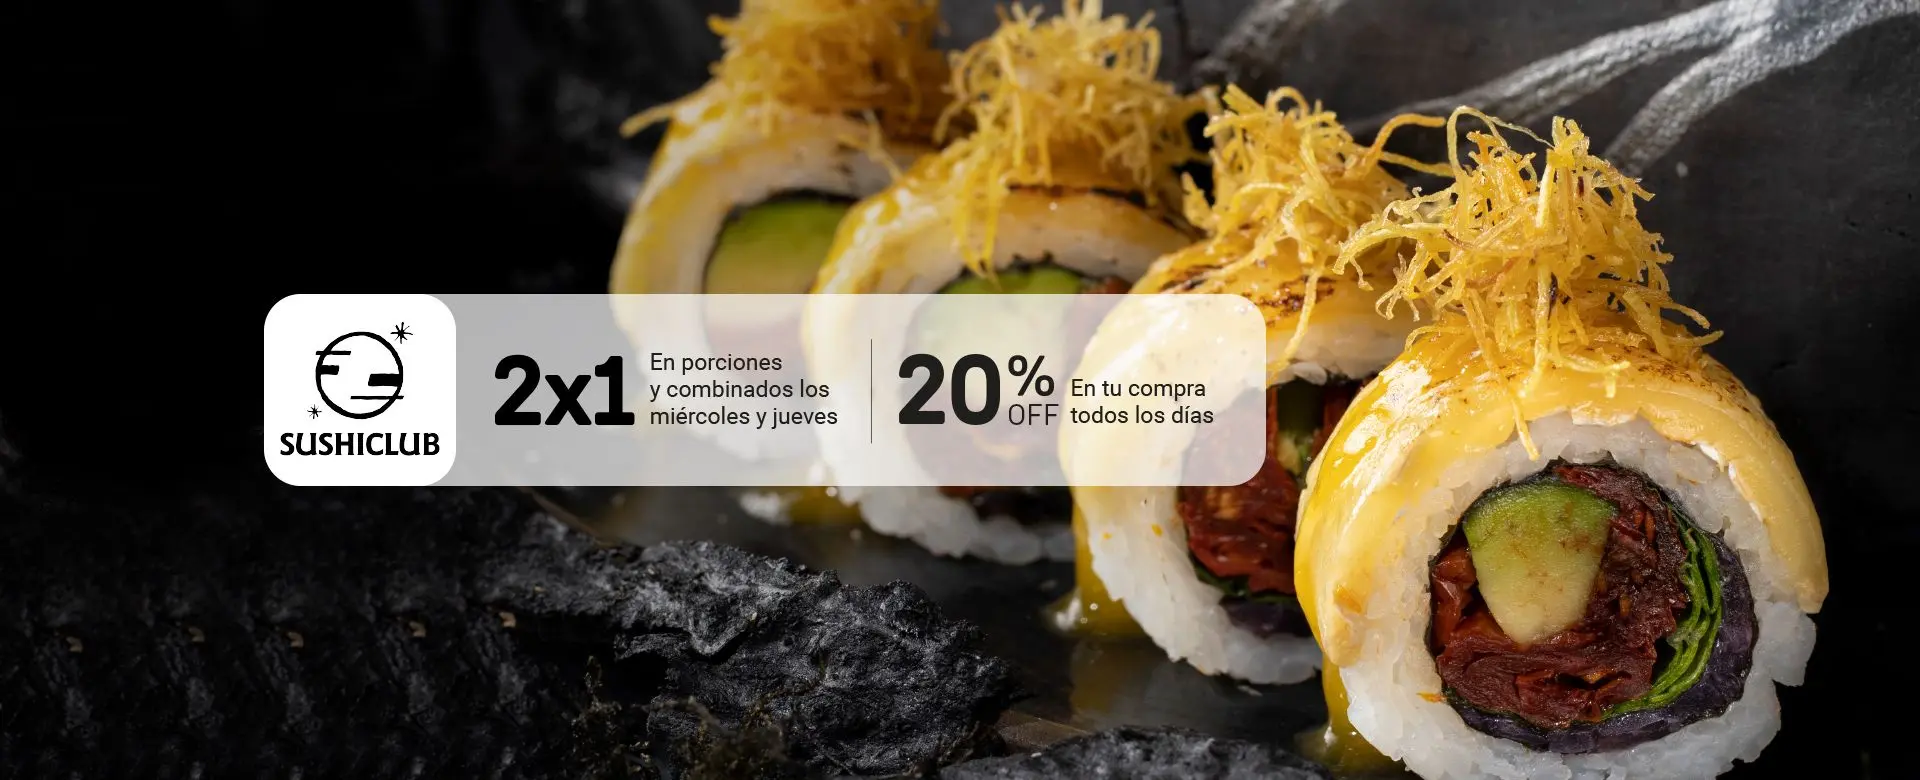 SUSHICLUB
2x1
En porciones
y combinados los
miércoles y jueves
20%
OFF
En tu compra
todos los días